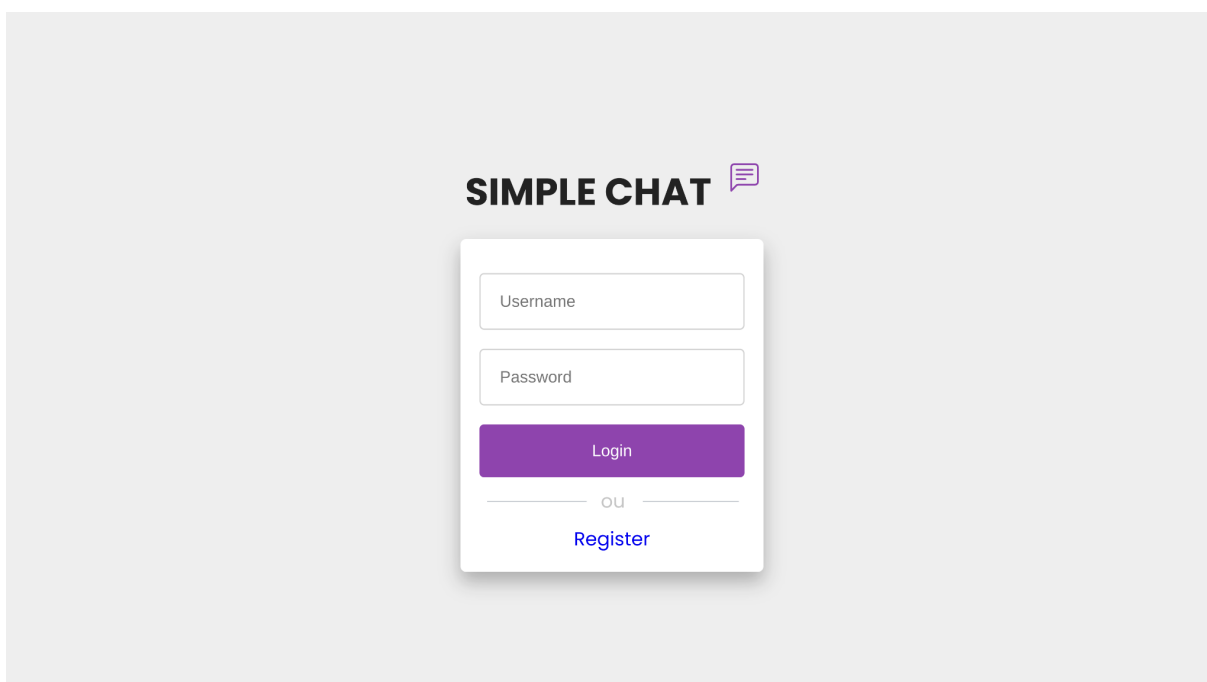 SIMPLE CHAT
Username
Password
Login
ou
Register